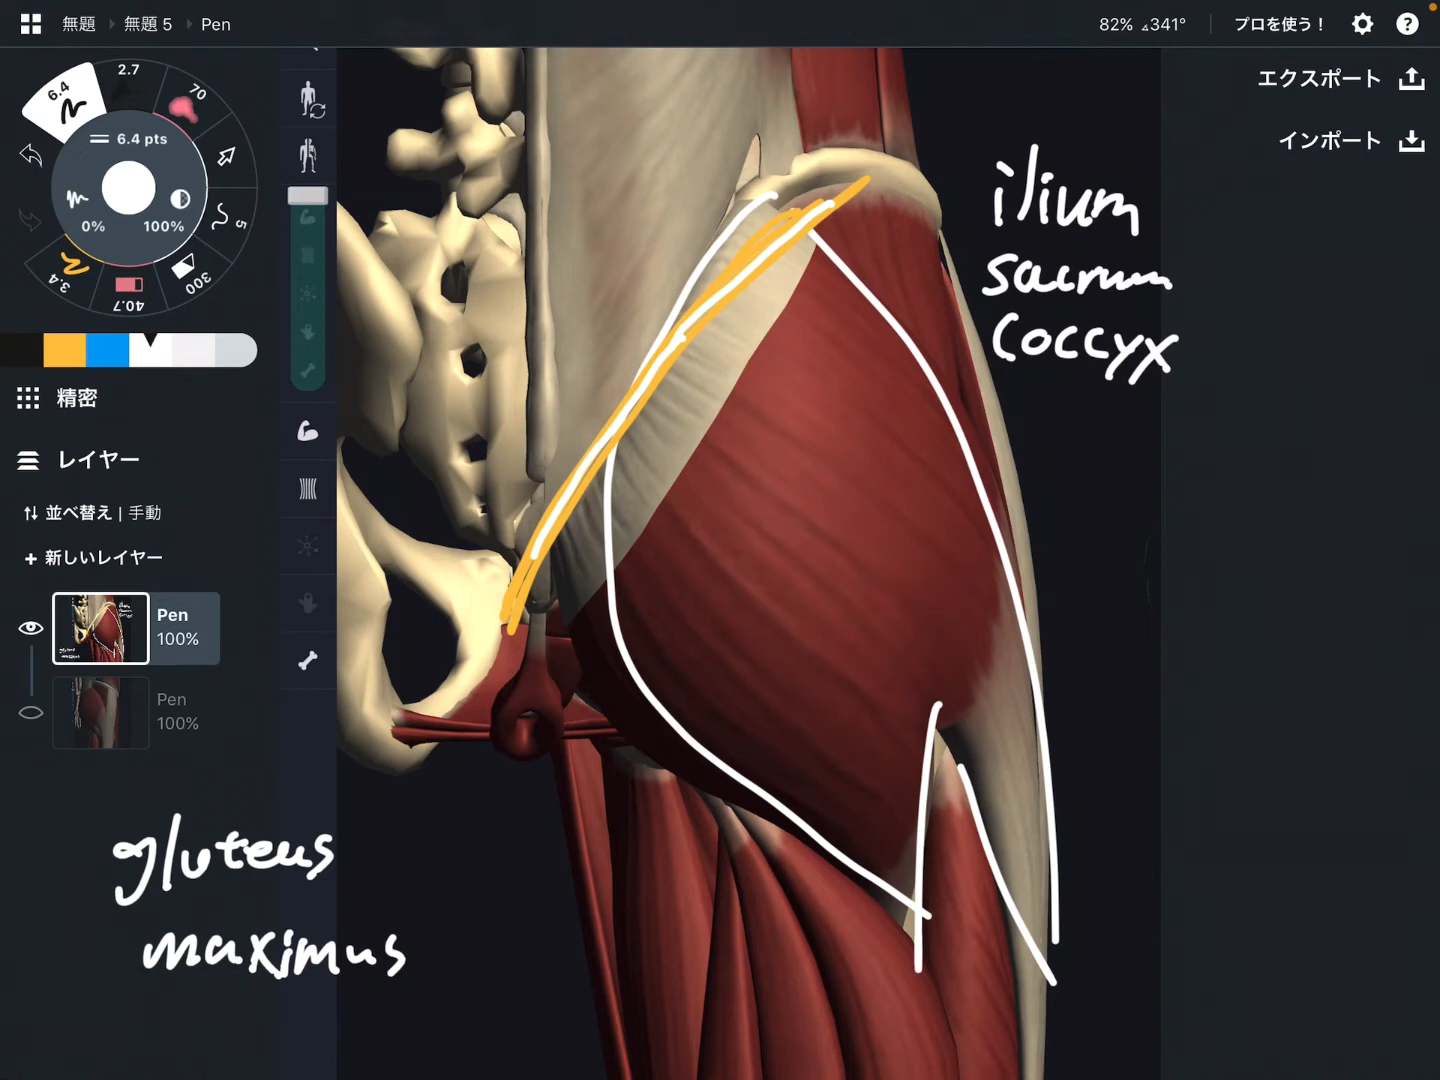 無題 無題 5 Pen
82% ⊿341° プロを使う！
エクスポート
インポート
6.4
2.7
70
5
300
40.7
3.4
6.4 pts
0% 100%
精密
レイヤー
並べ替え | 手動
+ 新しいレイヤー
Pen
100%
Pen
100%
ilium
sacrum
coccyx
gluteus
maximus